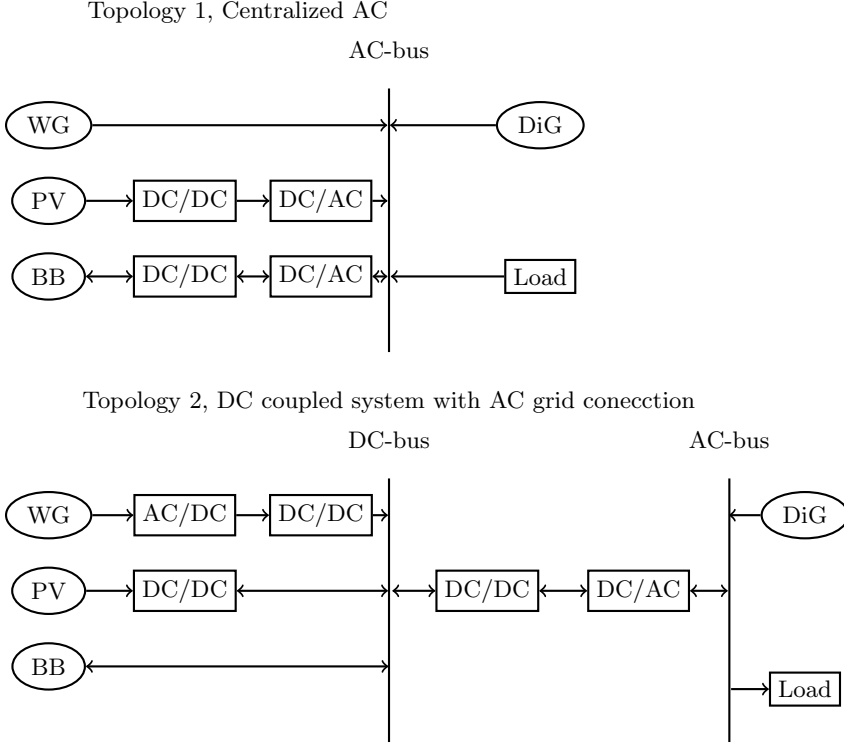 Topology 1, Centralized AC
AC-bus
WG DiG
PV DC/DC DC/AC
BB DC/DC DC/AC Load
Topology 2, DC coupled system with AC grid conecction
DC-bus AC-bus
WG AC/DC DC/DC DiG
PV DC/DC DC/DC DC/AC
BB
Load